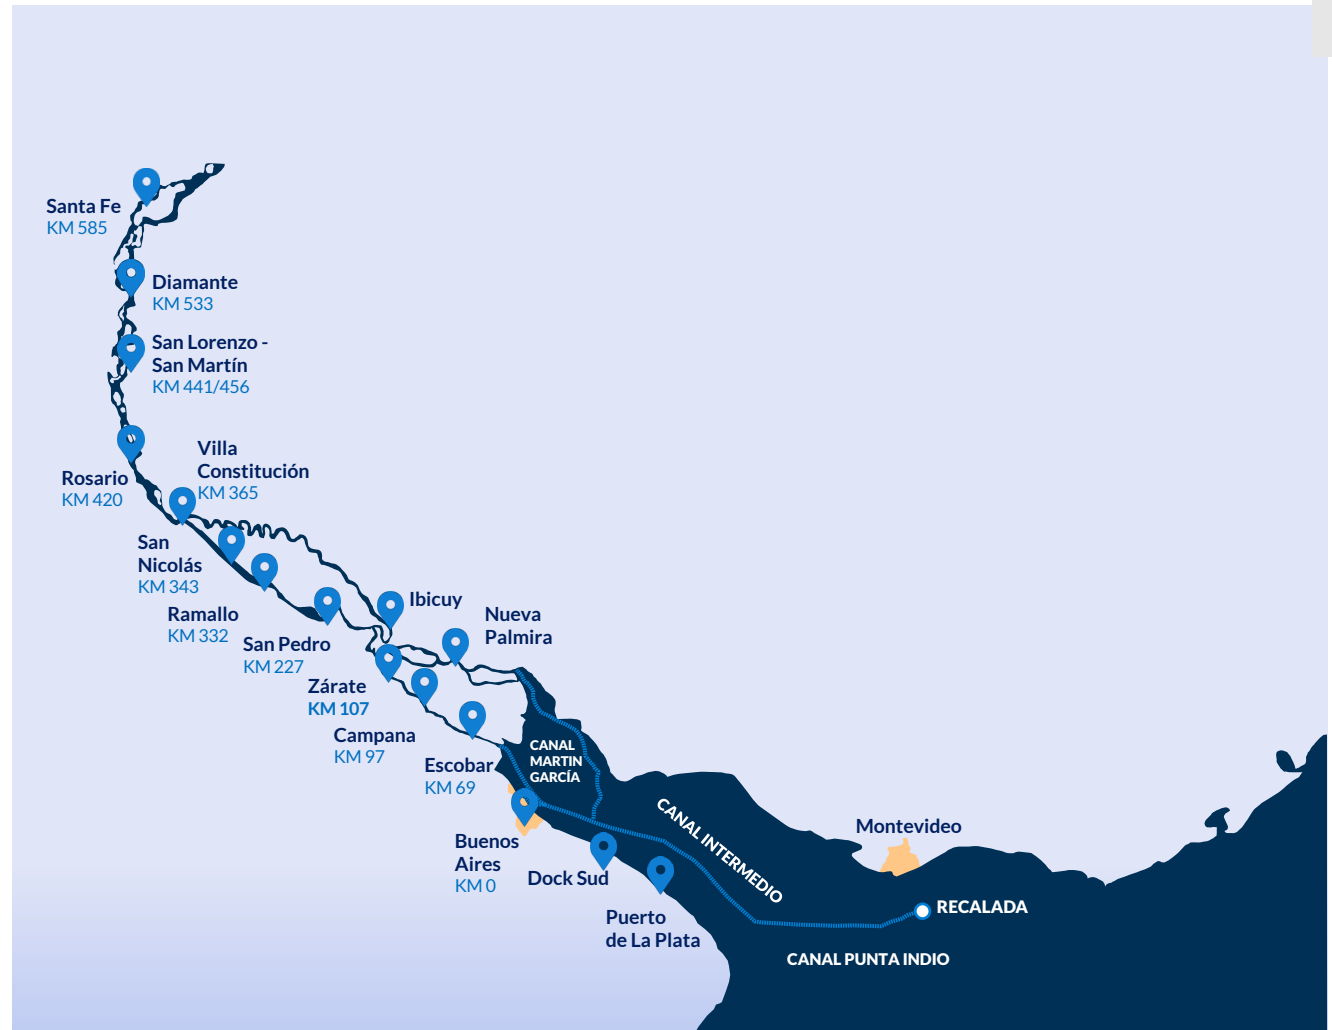 Santa Fe
KM 585
Diamante
KM 533
San Lorenzo -
San Martín
KM 441/456
Rosario
KM 420
Villa
Constitución
KM 365
San
Nicolás
KM 343
Ramallo
KM 332
San Pedro
KM 227
Ibicuy
Nueva
Palmira
Zárate
KM 107
Campana
KM 97
Escobar
KM 69
CANAL
MARTIN
GARCÍA
Buenos
Aires
KM 0
Dock Sud
Puerto
de La Plata
CANAL INTERMEDIO
Montevideo
RECALADA
CANAL PUNTA INDIO